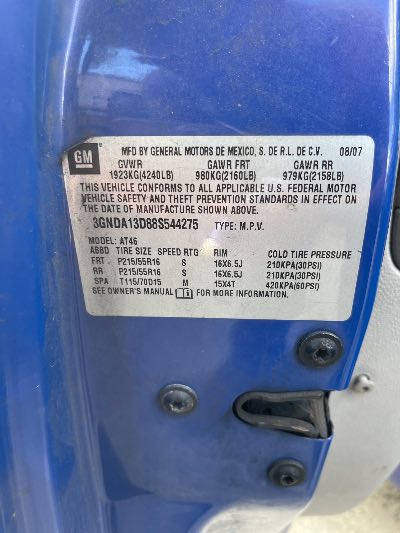 GM
MFD BY GENERAL MOTORS DE MEXICO, S. DE R.L. DE C.V. 08/07
GVWR GAWR FRT GAWR RR
1923KG(4240LB) 980KG(2160LB) 979KG(2158LB)
THIS VEHICLE CONFORMS TO ALL APPLICABLE U.S. FEDERAL MOTOR
VEHICLE SAFETY AND THEFT PREVENTION STANDARDS IN EFFECT ON
THE DATE OF MANUFACTURE SHOWN ABOVE.
3GNDA13D88S544275 TYPE: M.P.V.
MODEL: AT46
ABBD TIRE SIZE SPEED RTG RIM COLD TIRE PRESSURE
FRT P215/55R16 S 16X6.5J 210KPA(30PSI)
RR P215/55R16 S 16X6.5J 210KPA(30PSI)
SPA T115/70D15 M 15X4T 420KPA(60PSI)
SEE OWNER'S MANUAL FOR MORE INFORMATION.